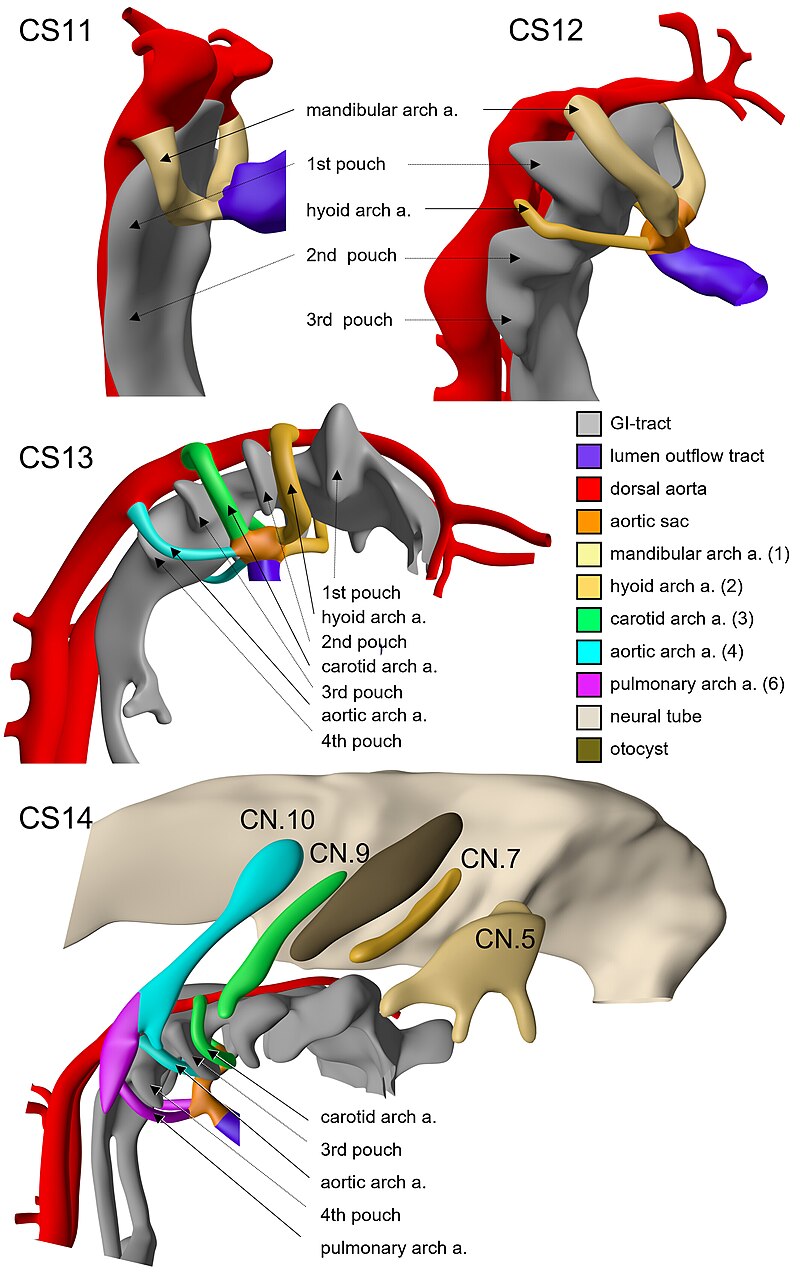 CS11
CS12
mandibular arch a.
1st pouch
hyoid arch a.
2nd pouch
3rd pouch
CS13
1st pouch
hyoid arch a.
2nd pouch
carotid arch a.
3rd pouch
aortic arch a.
4th pouch
GI-tract
lumen outflow tract
dorsal aorta
aortic sac
mandibular arch a. (1)
hyoid arch a. (2)
carotid arch a. (3)
aortic arch a. (4)
pulmonary arch a. (6)
neural tube
otocyst
CS14
CN.10
CN.9
CN.7
CN.5
carotid arch a.
3rd pouch
aortic arch a.
4th pouch
pulmonary arch a.